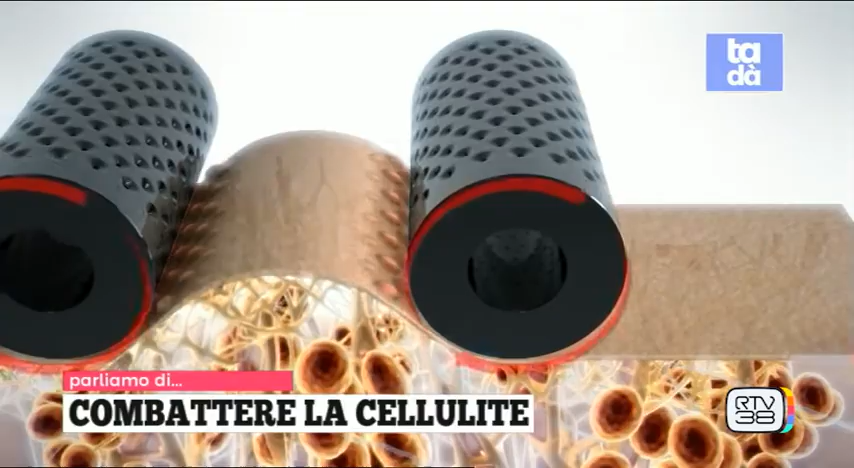 ta
dà
parliamo di...
COMBATTERE LA CELLULITE
RTV
38